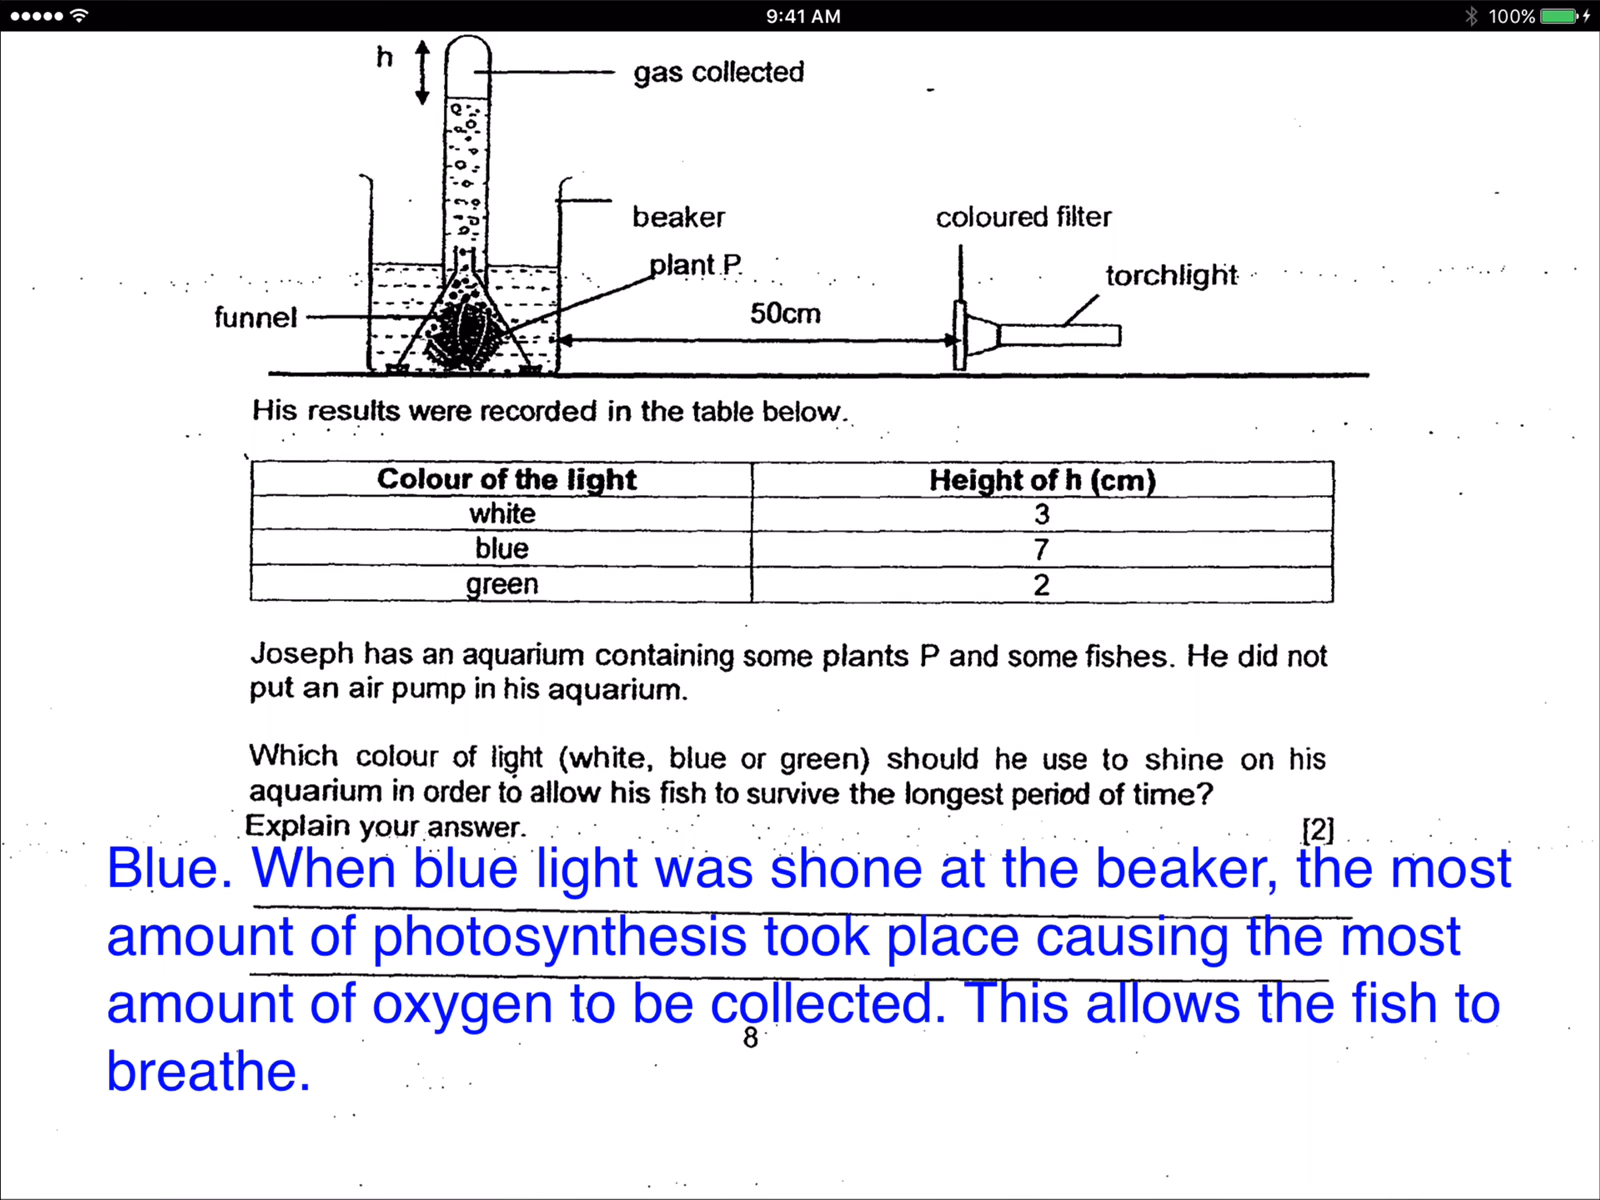 9:41 AM
100%
h
gas collected
beaker
coloured filter
plant P
torchlight
funnel
50cm
His results were recorded in the table below.
Colour of the light Height of h (cm)
white 3
blue 7
green 2
Joseph has an aquarium containing some plants P and some fishes. He did not
put an air pump in his aquarium.
Which colour of light (white, blue or green) should he use to shine on his
aquarium in order to allow his fish to survive the longest period of time?
Explain your answer. [2]
Blue. When blue light was shone at the beaker, the most
amount of photosynthesis took place causing the most
amount of oxygen to be collected. This allows the fish to
8
breathe.